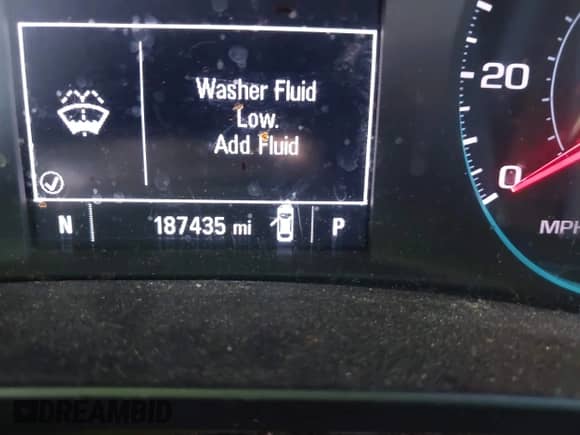 Washer Fluid
Low.
Add Fluid
N 187435 mi P
20
0
MPH
DREAMBID